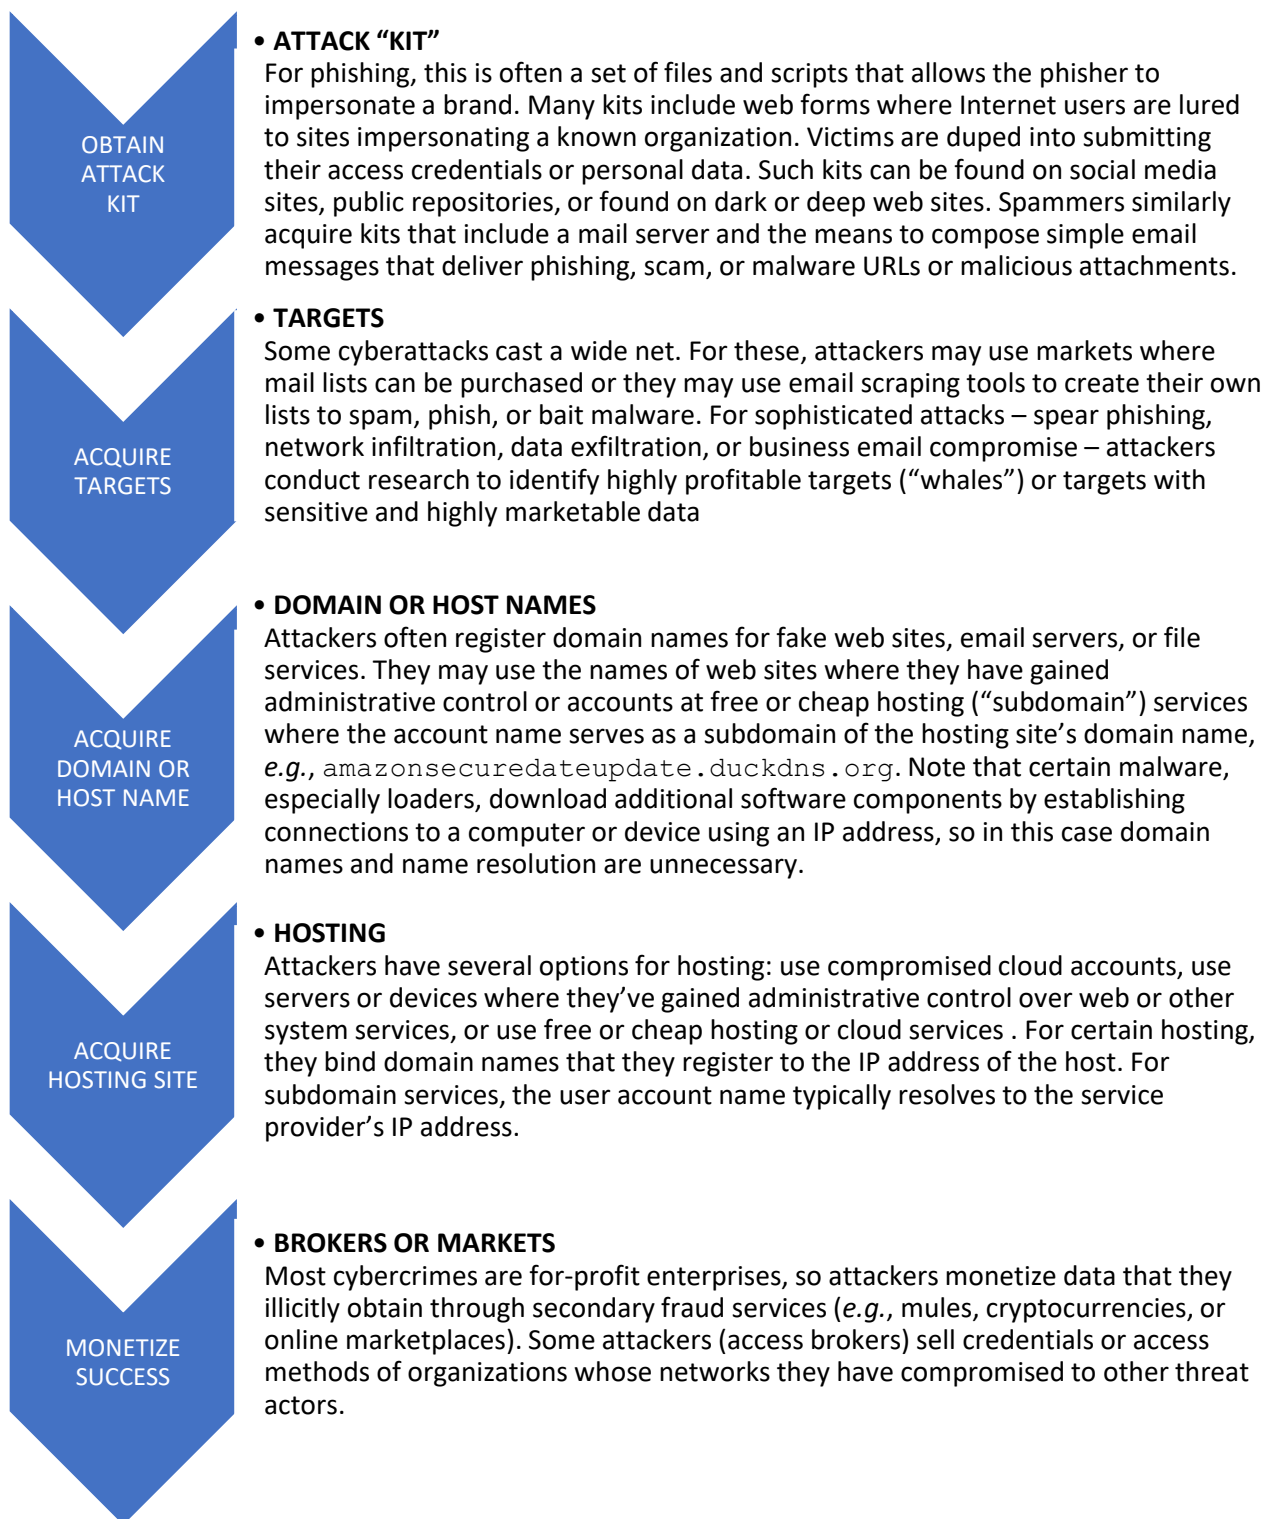 OBTAIN
ATTACK
KIT
• ATTACK “KIT”
For phishing, this is often a set of files and scripts that allows the phisher to
impersonate a brand. Many kits include web forms where Internet users are lured
to sites impersonating a known organization. Victims are duped into submitting
their access credentials or personal data. Such kits can be found on social media
sites, public repositories, or found on dark or deep web sites. Spammers similarly
acquire kits that include a mail server and the means to compose simple email
messages that deliver phishing, scam, or malware URLs or malicious attachments.
ACQUIRE
TARGETS
• TARGETS
Some cyberattacks cast a wide net. For these, attackers may use markets where
mail lists can be purchased or they may use email scraping tools to create their own
lists to spam, phish, or bait malware. For sophisticated attacks – spear phishing,
network infiltration, data exfiltration, or business email compromise – attackers
conduct research to identify highly profitable targets (“whales”) or targets with
sensitive and highly marketable data
ACQUIRE
DOMAIN OR
HOST NAME
• DOMAIN OR HOST NAMES
Attackers often register domain names for fake web sites, email servers, or file
services. They may use the names of web sites where they have gained
administrative control or accounts at free or cheap hosting (“subdomain”) services
where the account name serves as a subdomain of the hosting site’s domain name,
e.g., amazonsecuredateupdate.duckdns.org. Note that certain malware,
especially loaders, download additional software components by establishing
connections to a computer or device using an IP address, so in this case domain
names and name resolution are unnecessary.
ACQUIRE
HOSTING SITE
• HOSTING
Attackers have several options for hosting: use compromised cloud accounts, use
servers or devices where they’ve gained administrative control over web or other
system services, or use free or cheap hosting or cloud services . For certain hosting,
they bind domain names that they register to the IP address of the host. For
subdomain services, the user account name typically resolves to the service
provider’s IP address.
MONETIZE
SUCCESS
• BROKERS OR MARKETS
Most cybercrimes are for-profit enterprises, so attackers monetize data that they
illicitly obtain through secondary fraud services (e.g., mules, cryptocurrencies, or
online marketplaces). Some attackers (access brokers) sell credentials or access
methods of organizations whose networks they have compromised to other threat
actors.